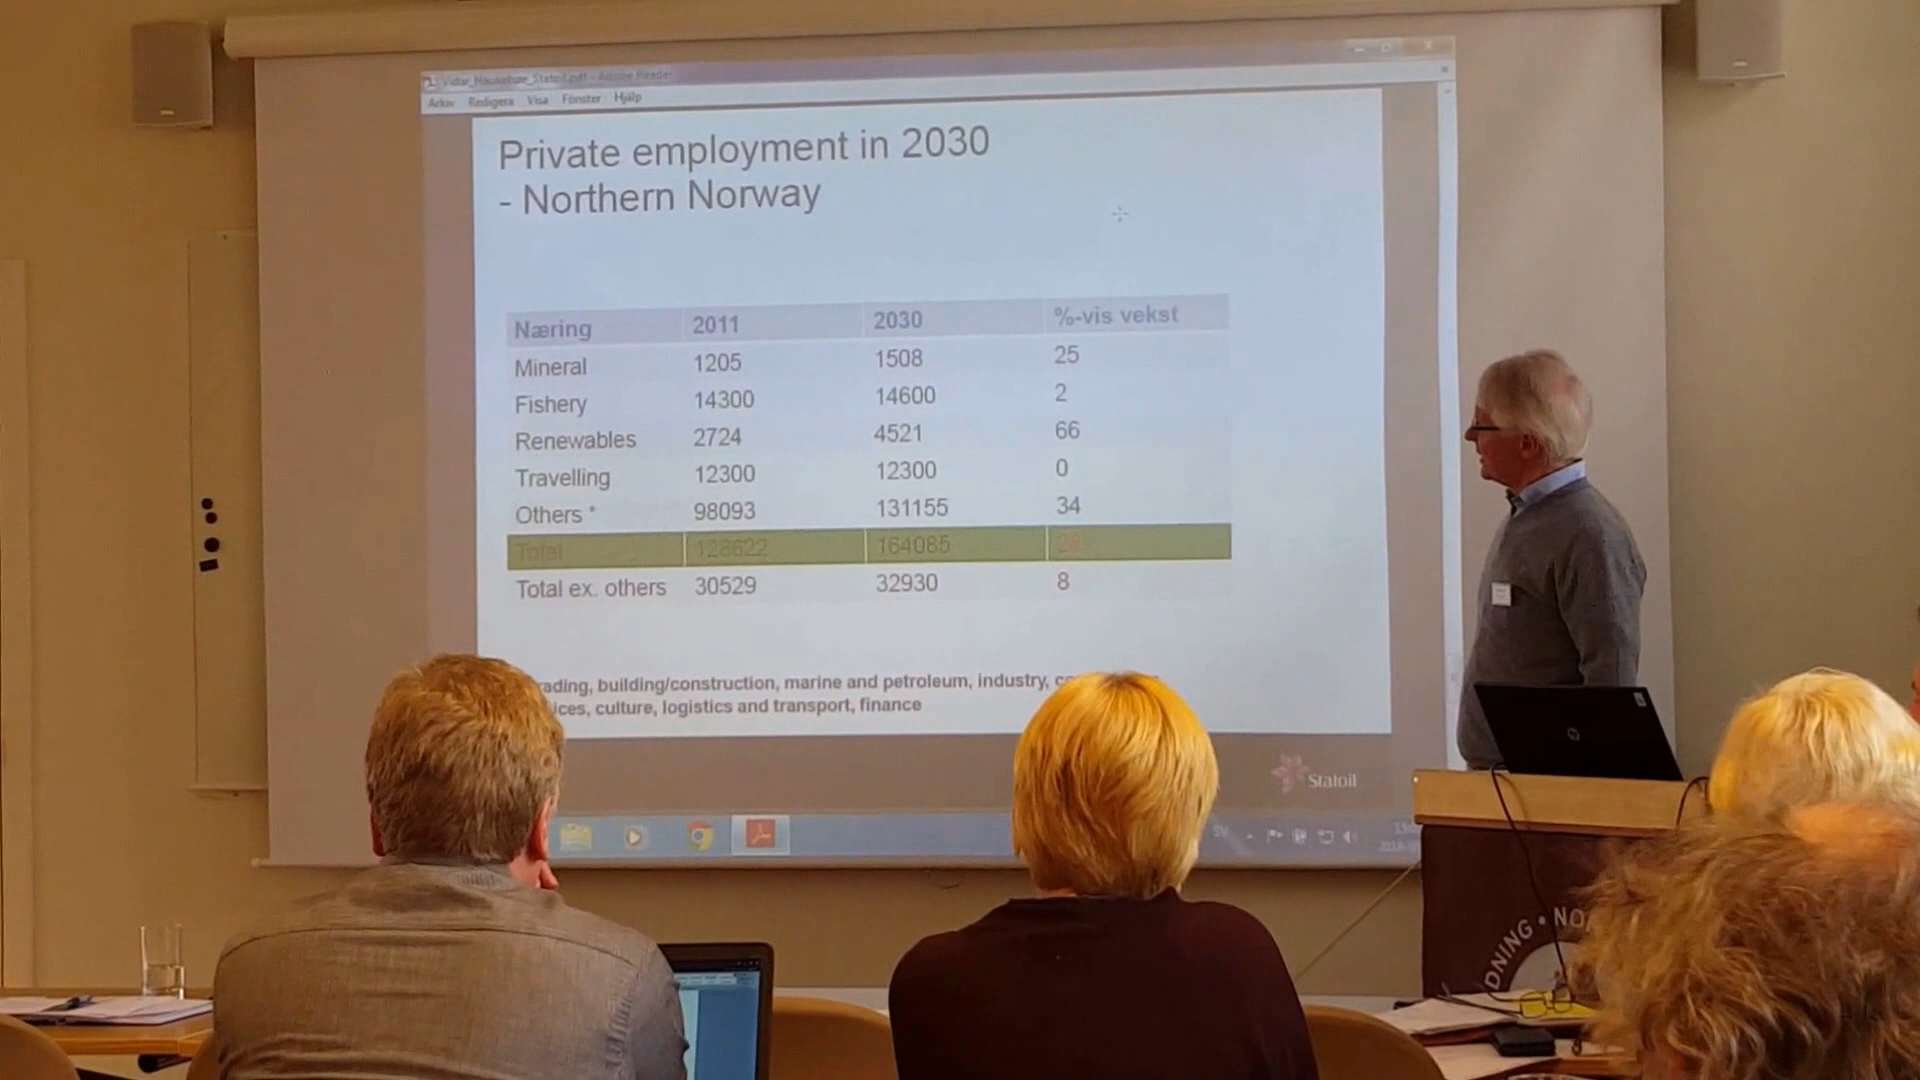 Vidar_Haukebøe_Statoil.pdf - Adobe Reader
Arkiv Redigera Visa Fönster Hjälp
Private employment in 2030
- Northern Norway
Næring 2011 2030 %-vis vekst
Mineral 1205 1508 25
Fishery 14300 14600 2
Renewables 2724 4521 66
Travelling 12300 12300 0
Others * 98093 131155 34
Total 128622 164085 28
Total ex. others 30529 32930 8
building/construction, marine and petroleum, industry,
culture, logistics and transport, finance
Statoil
SV
hp